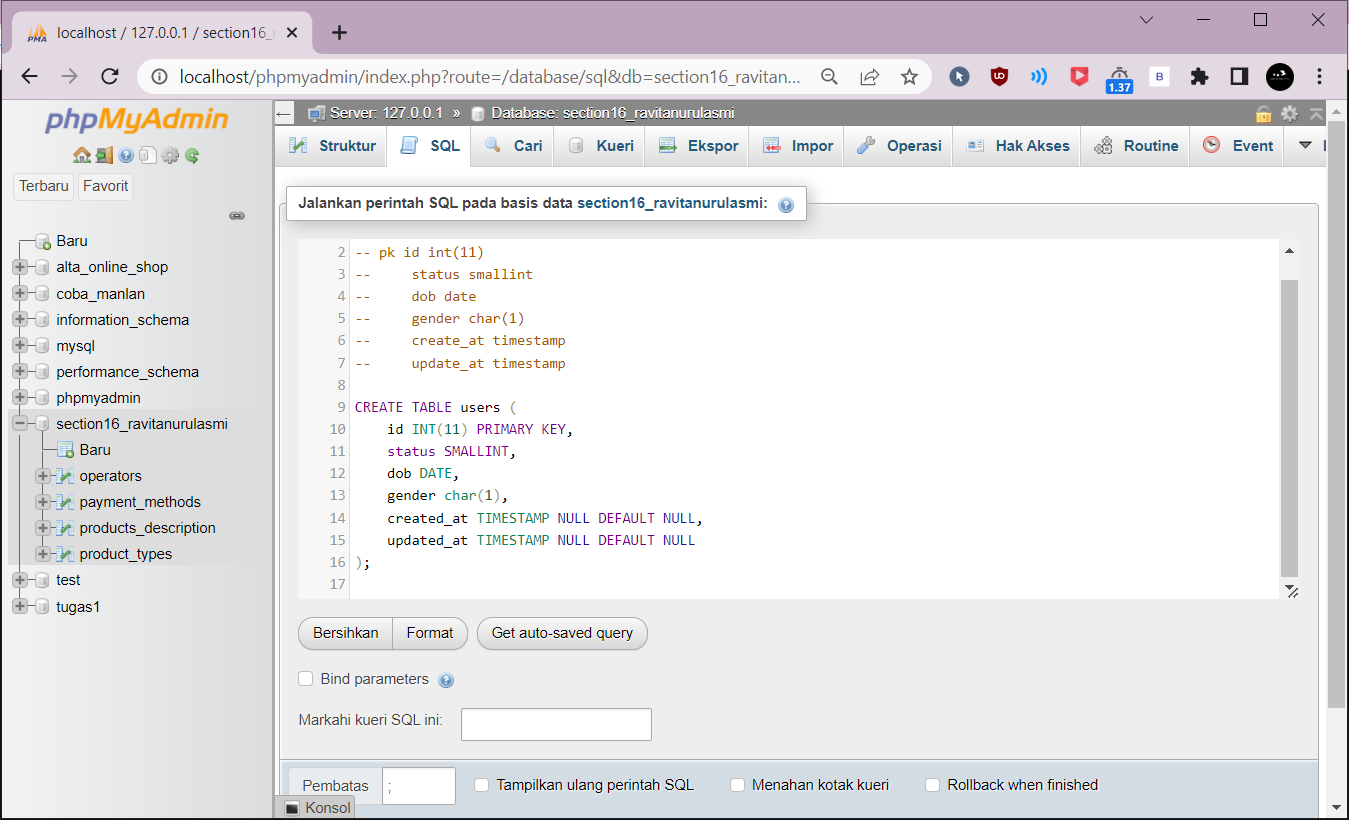 PMA localhost / 127.0.0.1 / section16_
localhost/phpmyadmin/index.php?route=/database/sql&db=section16_ravitan...
1.37
B
phpMyAdmin
Terbaru Favorit
Baru
alta_online_shop
coba_manlan
information_schema
mysql
performance_schema
phpmyadmin
section16_ravitanurulasmi
Baru
operators
payment_methods
products_description
product_types
test
tugas1
Server: 127.0.0.1 » Database: section16_ravitanurulasmi
Struktur SQL Cari Kueri Ekspor Impor Operasi Hak Akses Routine Event
Jalankan perintah SQL pada basis data section16_ravitanurulasmi:
2 -- pk id int(11)
3 --     status smallint
4 --     dob date
5 --     gender char(1)
6 --     create_at timestamp
7 --     update_at timestamp
8
9 CREATE TABLE users (
10     id INT(11) PRIMARY KEY,
11     status SMALLINT,
12     dob DATE,
13     gender char(1),
14     created_at TIMESTAMP NULL DEFAULT NULL,
15     updated_at TIMESTAMP NULL DEFAULT NULL
16 );
17
Bersihkan Format Get auto-saved query
Bind parameters
Markahi kueri SQL ini:
Pembatas ; Tampilkan ulang perintah SQL Menahan kotak kueri Rollback when finished
Konsol